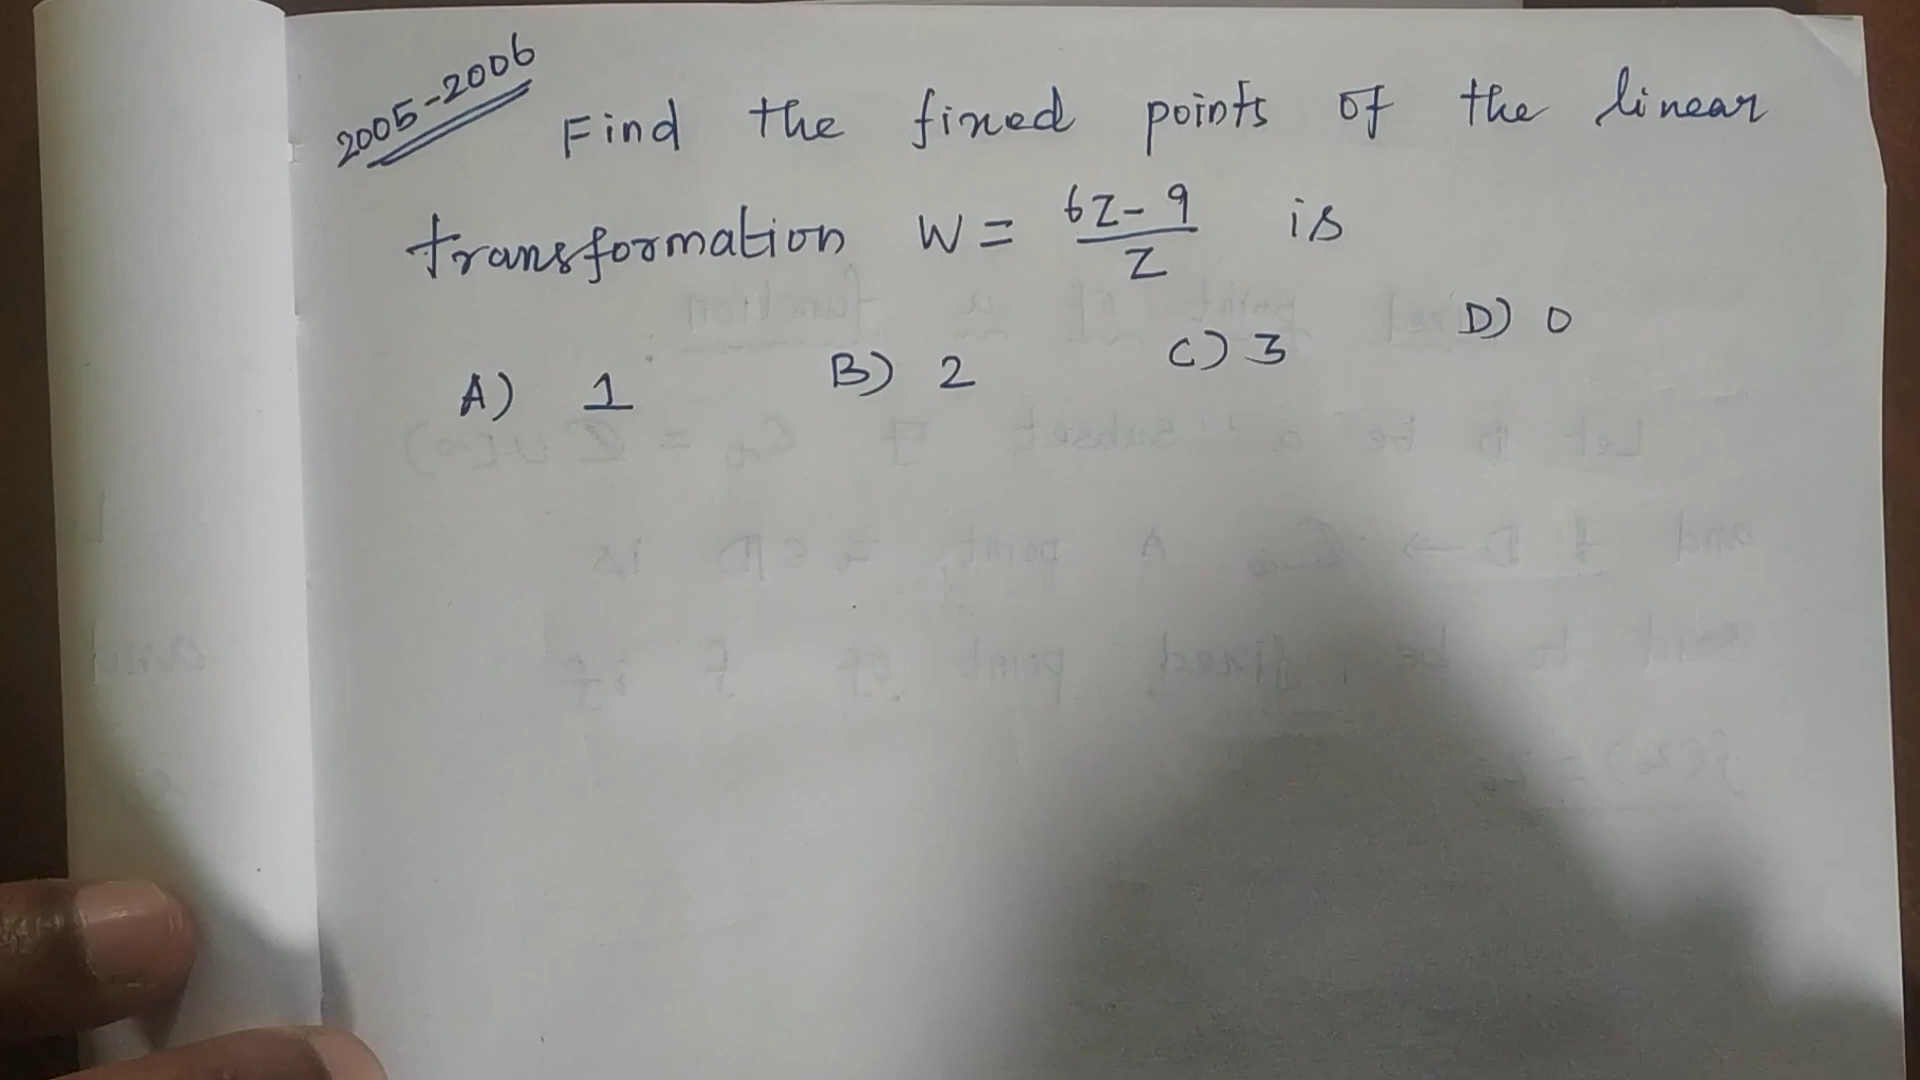 2005-2006
Find the fixed points of the linear
transformation W = 6z-9/z is
A) 1 B) 2 C) 3 D) 0